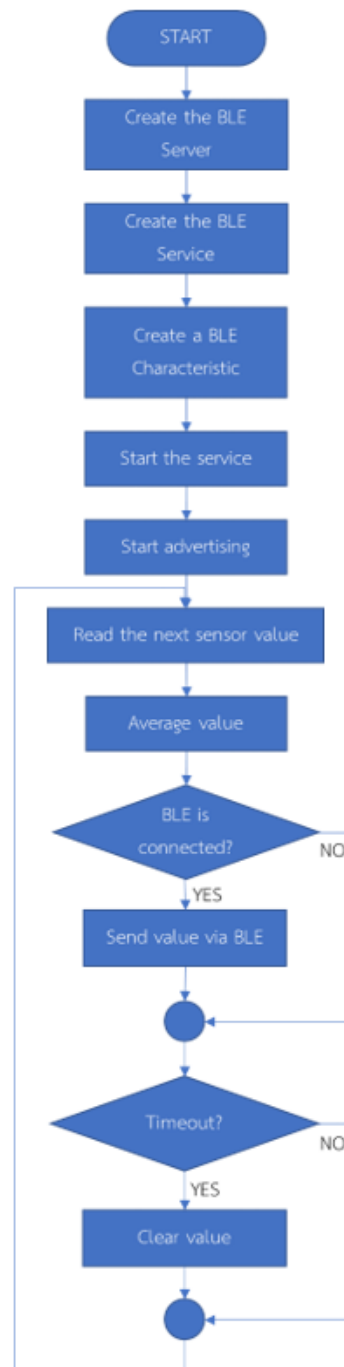 START
Create the BLE
Server
Create the BLE
Service
Create a BLE
Characteristic
Start the service
Start advertising
Read the next sensor value
Average value
BLE is
connected?
NO
YES
Send value via BLE
Timeout?
NO
YES
Clear value